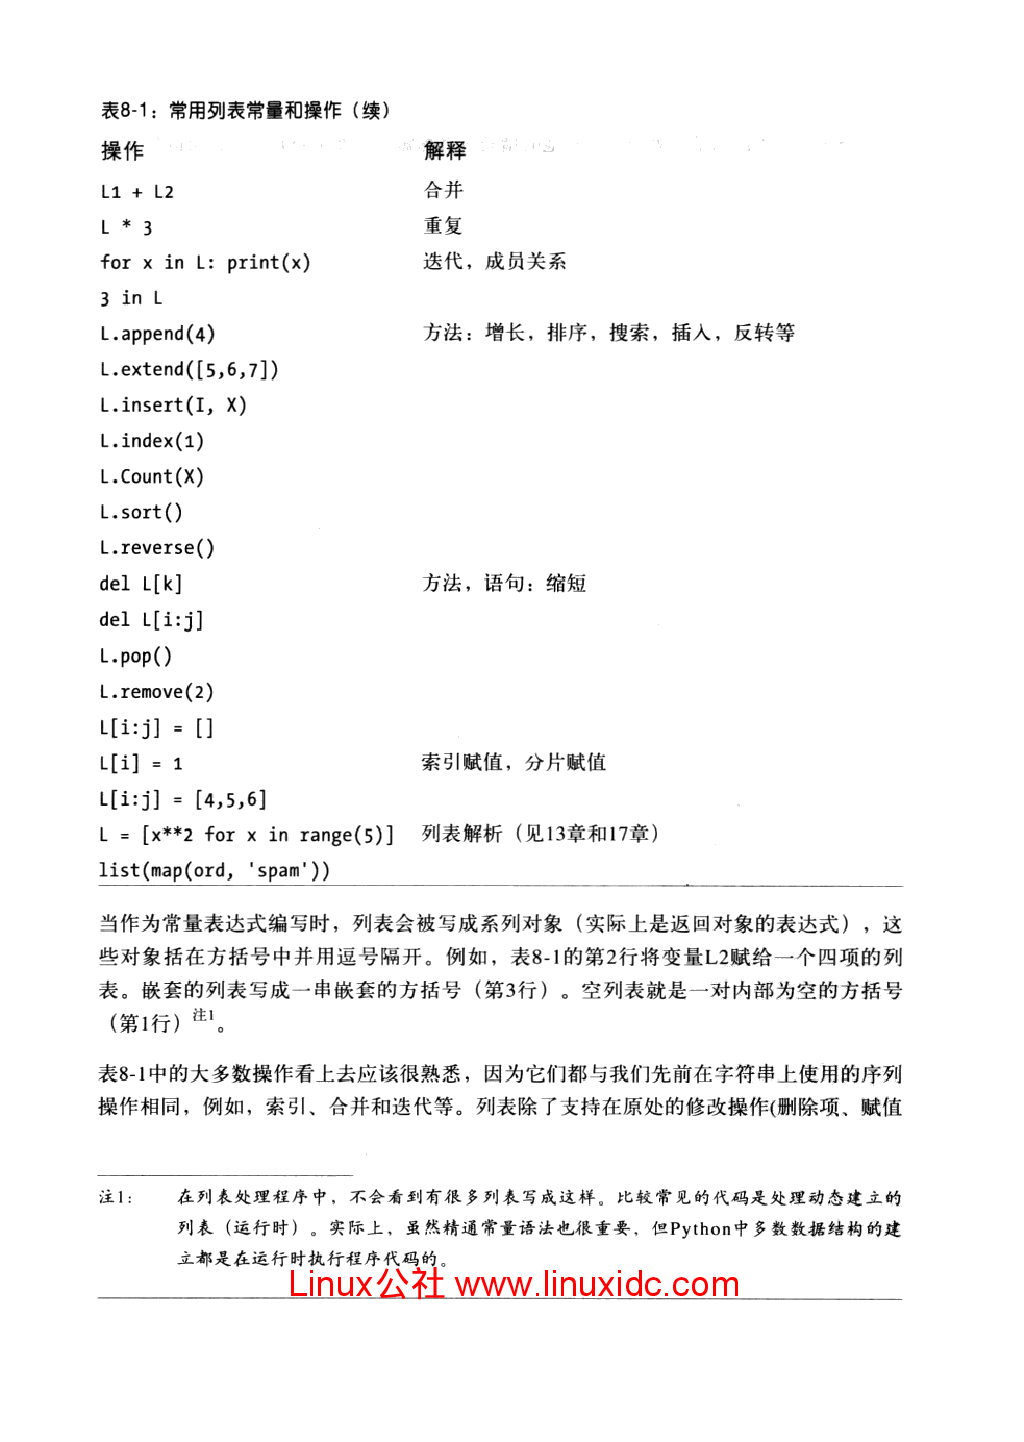 表8-1：常用列表常量和操作（续）
操作 解释
L1 + L2 合并
L * 3 重复
for x in L: print(x) 迭代，成员关系
3 in L
L.append(4) 方法：增长，排序，搜索，插入，反转等
L.extend([5,6,7])
L.insert(I, X)
L.index(1)
L.Count(X)
L.sort()
L.reverse()
del L[k] 方法，语句：缩短
del L[i:j]
L.pop()
L.remove(2)
L[i:j] = []
L[i] = 1 索引赋值，分片赋值
L[i:j] = [4,5,6]
L = [x**2 for x in range(5)] 列表解析（见13章和17章）
list(map(ord, 'spam'))
当作为常量表达式编写时，列表会被写成系列对象（实际上是返回对象的表达式），这
些对象括在方括号中并用逗号隔开。例如，表8-1的第2行将变量L2赋给一个四项的列
表。嵌套的列表写成一串嵌套的方括号（第3行）。空列表就是一对内部为空的方括号
（第1行）注1。
表8-1中的大多数操作看上去应该很熟悉，因为它们都与我们先前在字符串上使用的序列
操作相同，例如，索引、合并和迭代等。列表除了支持在原处的修改操作(删除项、赋值
注1： 在列表处理程序中，不会看到有很多列表写成这样。比较常见的代码是处理动态建立的
列表（运行时）。实际上，虽然精通常量语法也很重要，但Python中多数数据结构的建
立都是在运行时执行程序代码的。
Linux公社 www.linuxidc.com